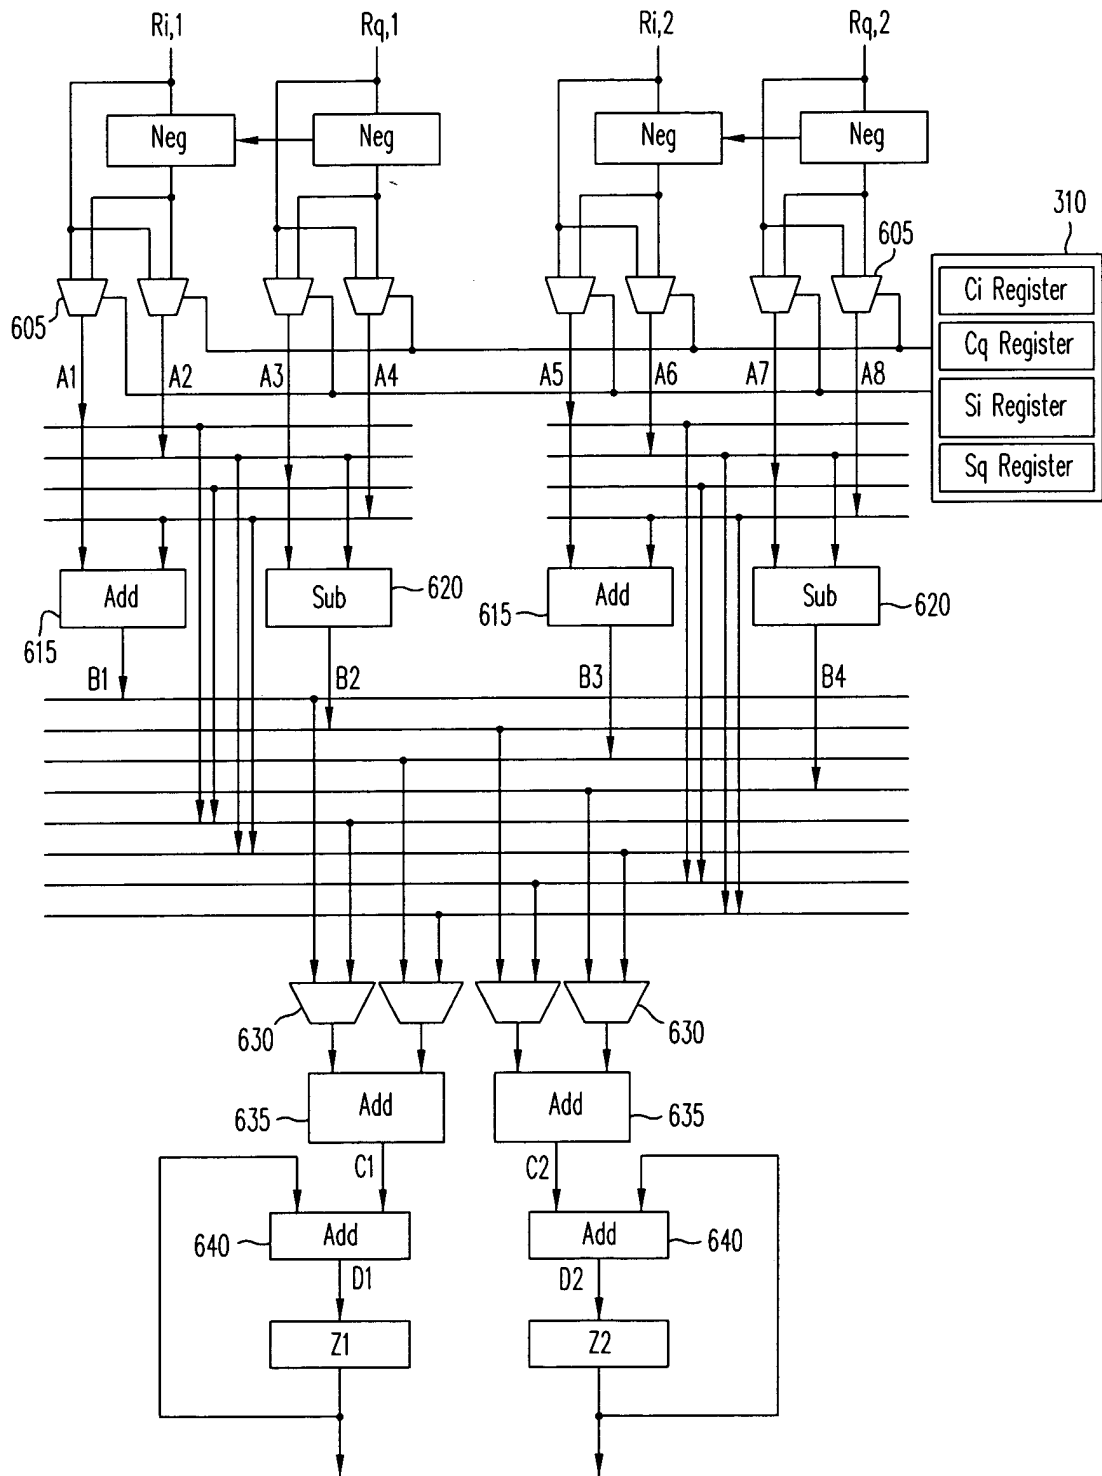 Ri,1 Rq,1 Ri,2 Rq,2
Neg Neg Neg Neg
310
605
Ci Register
605
Cq Register
A1 A2 A3 A4 A5 A6 A7 A8
Si Register
Sq Register
Add Sub 620 Add Sub 620
615 615
B1 B2 B3 B4
630 630
Add Add
635 635
C1 C2
Add Add
640 640
D1 D2
Z1 Z2